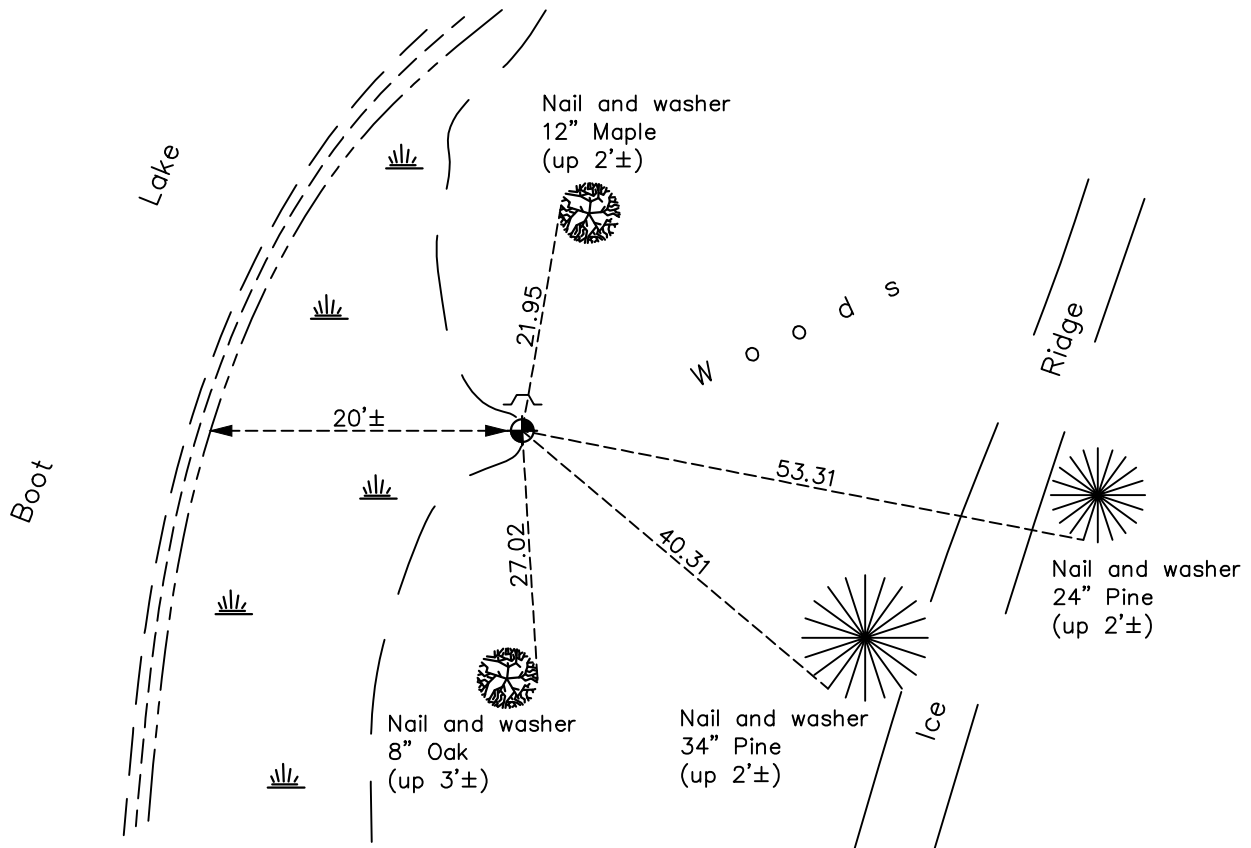 Nail and washer
12” Maple
(up 2’±)
Lake
21.95
Woods
Ridge
20’±
53.31
Boot
27.02
40.31
Nail and washer
24” Pine
(up 2’±)
Nail and washer
8” Oak
(up 3’±)
Nail and washer
34” Pine
(up 2’±)
Ice